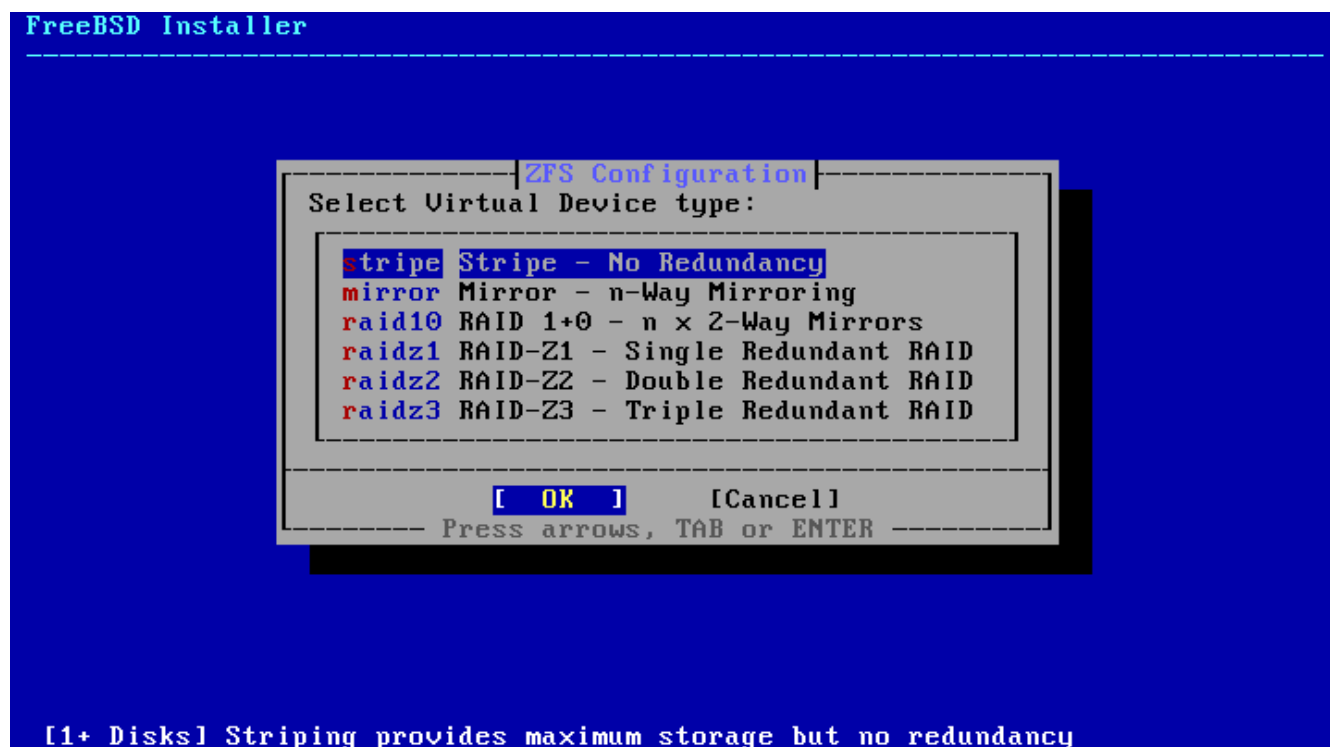 FreeBSD Installer
ZFS Configuration
Select Virtual Device type:
stripe Stripe - No Redundancy
mirror Mirror - n-Way Mirroring
raid10 RAID 1+0 - n x 2-Way Mirrors
raidz1 RAID-Z1 - Single Redundant RAID
raidz2 RAID-Z2 - Double Redundant RAID
raidz3 RAID-Z3 - Triple Redundant RAID
[ OK ] [Cancel]
Press arrows, TAB or ENTER
[1+ Disks] Striping provides maximum storage but no redundancy